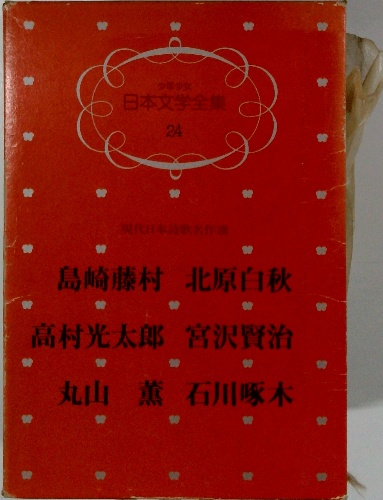 少年少女
日本文学全集
24
現代日本詩歌名作選
島崎藤村 北原白秋
高村光太郎 宮沢賢治
丸山 薫 石川啄木